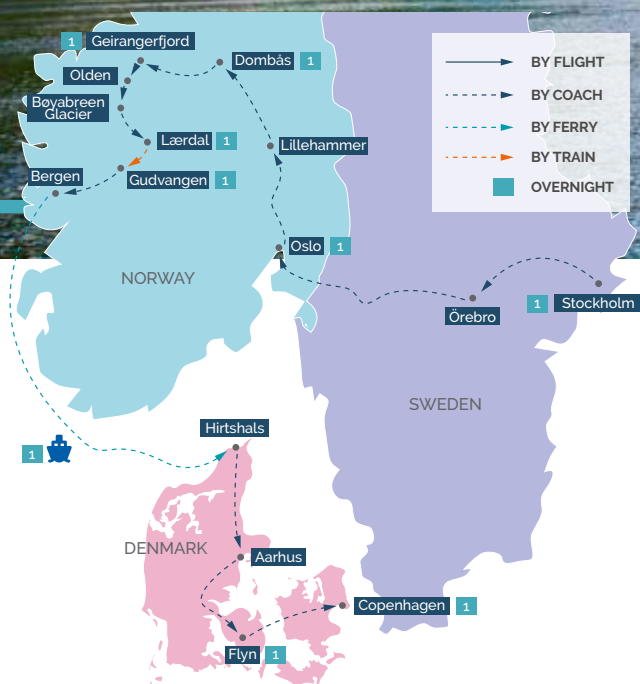 1 Geirangerfjord
Dombås 1
Olden
Bøyabreen
Glacier
Lærdal 1
Lillehammer
Bergen
Gudvangen 1
Oslo 1
NORWAY
BY FLIGHT
BY COACH
BY FERRY
BY TRAIN
OVERNIGHT
1 Stockholm
Örebro
SWEDEN
Hirtshals
1
DENMARK
Aarhus
Copenhagen 1
Flyn 1